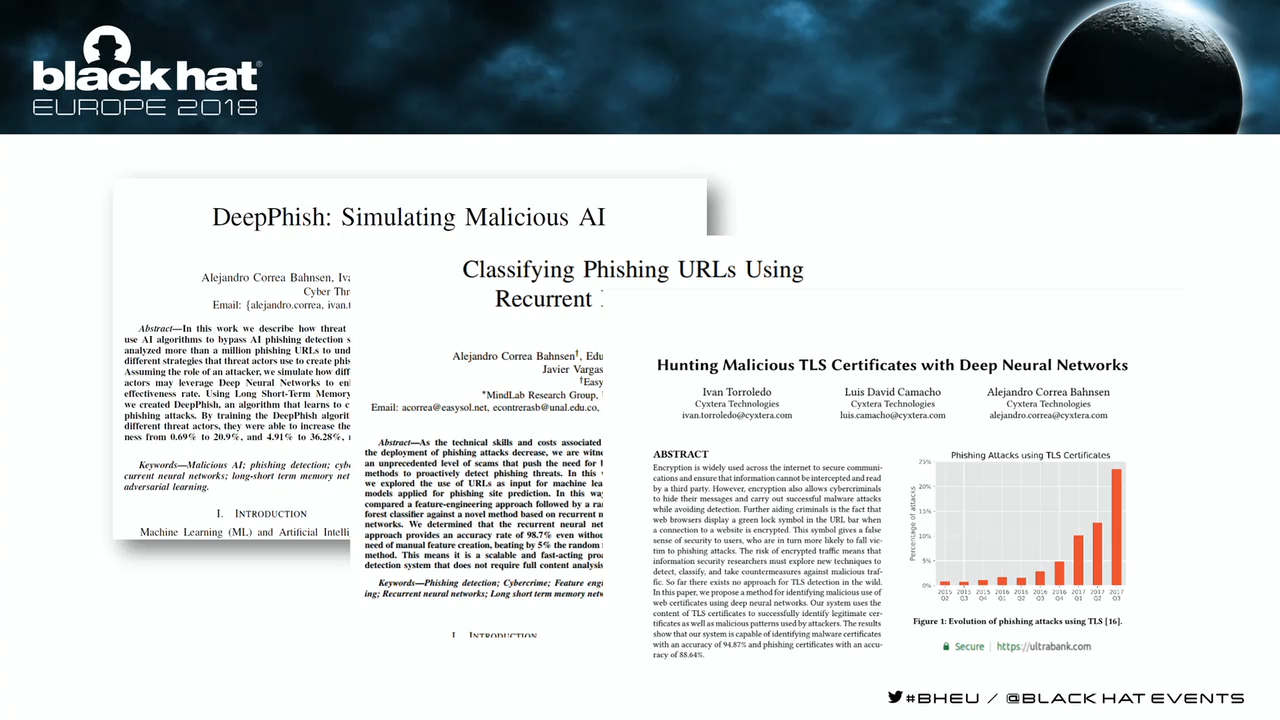 black hat®
EUROPE 2018
DeepPhish: Simulating Malicious AI
Alejandro Correa Bahnsen,
Cyber
Email: {alejandro.correa,
Abstract—In this work we describe how threat
use AI algorithms to bypass AI phishing detection
analyzed more than a million phishing URLs to
different strategies that threat actors use to create
Assuming the role of an attacker, we simulate how
actors may leverage Deep Neural Networks to
effectiveness rate. Using Long Short-Term Memory
we created DeepPhish, an algorithm that learns to
phishing attacks. By training the DeepPhish
different threat actors, they were able to increase the
ness from 0.69% to 20.9%, and 4.91% to 36.28%,
Keywords—Malicious AI; phishing detection;
current neural networks; long-short term memory
adversarial learning.
I. INTRODUCTION
Machine Learning (ML) and Artificial
Classifying Phishing URLs Using
Recurrent
Alejandro Correa Bahnsen†,
Javier Vargas
*MindLab Research Group,
Email: acorrea@easysol.net, econtrerasb@unal.edu.co,
Abstract—As the technical skills and costs associated
the deployment of phishing attacks decrease, we are
an unprecedented level of scams that push the need for
methods to proactively detect phishing threats. In this
we explored the use of URLs as input for machine
models applied for phishing site prediction. In this
compared a feature-engineering approach followed by a
forest classifier against a novel method based on recurrent
networks. We determined that the recurrent neural
approach provides an accuracy rate of 98.7% even
need of manual feature creation, beating by 5% the random
method. This means it is a scalable and fast-acting
detection system that does not require full content
Keywords—Phishing detection; Cybercrime; Feature
ing; Recurrent neural networks; Long short term memory
I. INTRODUCTION
Hunting Malicious TLS Certificates with Deep Neural Networks
Ivan Torroledo
Cyxtera Technologies
ivan.torroledo@cyxtera.com
Luis David Camacho
Cyxtera Technologies
luis.camacho@cyxtera.com
Alejandro Correa Bahnsen
Cyxtera Technologies
alejandro.correa@cyxtera.com
ABSTRACT
Encryption is widely used across the internet to secure communi-
cations and ensure that information cannot be intercepted and read
by a third party. However, encryption also allows cybercriminals
to hide their messages and carry out successful malware attacks
while avoiding detection. Further aiding criminals is the fact that
web browsers display a green lock symbol in the URL bar when
a connection to a website is encrypted. This symbol gives a false
sense of security to users, who are in turn more likely to fall vic-
tim to phishing attacks. The risk of encrypted traffic means that
information security researchers must explore new techniques to
detect, classify, and take countermeasures against malicious traf-
fic. So far there exists no approach for TLS detection in the wild.
In this paper, we propose a method for identifying malicious use of
web certificates using deep neural networks. Our system uses the
content of TLS certificates to successfully identify legitimate cer-
tificates as well as malicious patterns used by attackers. The results
show that our system is capable of identifying malware certificates
with an accuracy of 94.87% and phishing certificates with an accu-
racy of 88.64%.
Phishing Attacks using TLS Certificates
Percentage of attacks
25%
20%
15%
10%
5%
0%
2015 2015 2015 2016 2016 2016 2016 2017 2017 2017
Q2 Q3 Q4 Q1 Q2 Q3 Q4 Q1 Q2 Q3
Figure 1: Evolution of phishing attacks using TLS [16].
Secure | https://ultrabank.com
#BHEU / @BLACK HAT EVENTS